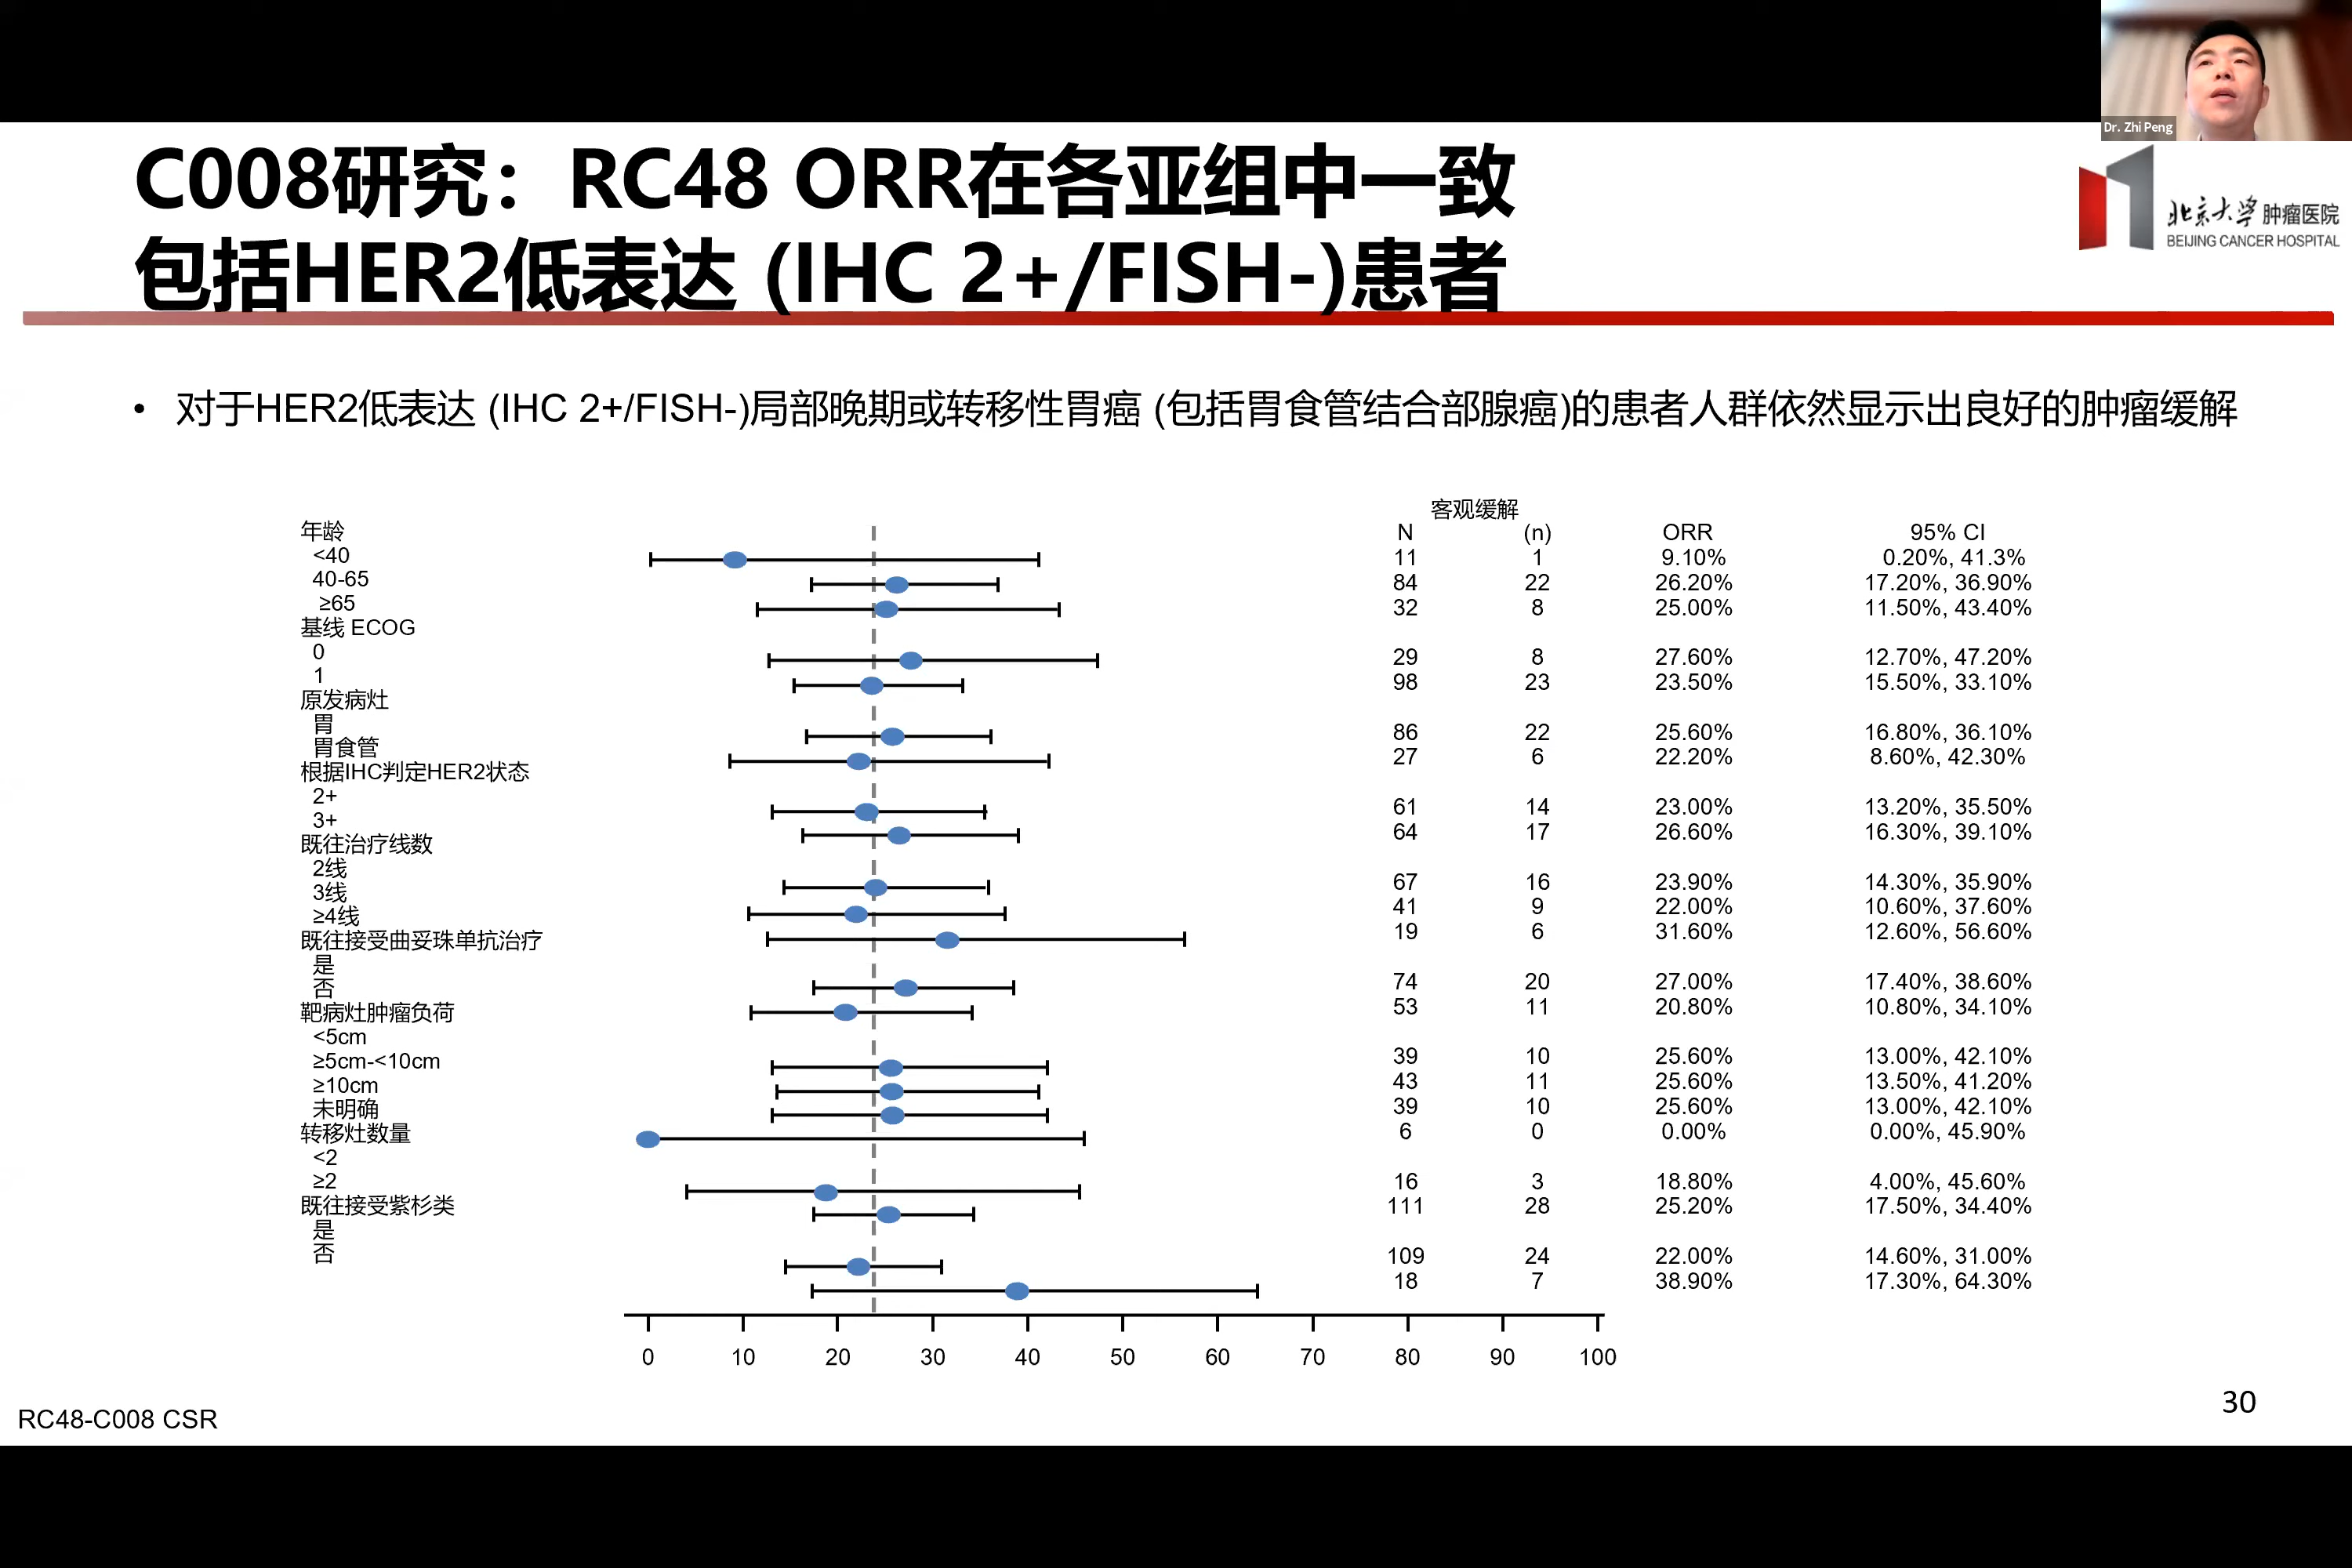 Dr. Zhi Peng
C008研究：RC48 ORR在各亚组中一致
包括HER2低表达 (IHC 2+/FISH-)患者
北京大学 肿瘤医院
BEIJING CANCER HOSPITAL
• 对于HER2低表达 (IHC 2+/FISH-)局部晚期或转移性胃癌 (包括胃食管结合部腺癌)的患者人群依然显示出良好的肿瘤缓解
客观缓解
年龄 N (n) ORR 95% CI
<40 11 1 9.10% 0.20%, 41.3%
40-65 84 22 26.20% 17.20%, 36.90%
≥65 32 8 25.00% 11.50%, 43.40%
基线 ECOG
0 29 8 27.60% 12.70%, 47.20%
1 98 23 23.50% 15.50%, 33.10%
原发病灶
胃 86 22 25.60% 16.80%, 36.10%
胃食管 27 6 22.20% 8.60%, 42.30%
根据IHC判定HER2状态
2+ 61 14 23.00% 13.20%, 35.50%
3+ 64 17 26.60% 16.30%, 39.10%
既往治疗线数
2线 67 16 23.90% 14.30%, 35.90%
3线 41 9 22.00% 10.60%, 37.60%
≥4线 19 6 31.60% 12.60%, 56.60%
既往接受曲妥珠单抗治疗
是 74 20 27.00% 17.40%, 38.60%
否 53 11 20.80% 10.80%, 34.10%
靶病灶肿瘤负荷
<5cm 39 10 25.60% 13.00%, 42.10%
≥5cm-<10cm 43 11 25.60% 13.50%, 41.20%
≥10cm 39 10 25.60% 13.00%, 42.10%
未明确 6 0 0.00% 0.00%, 45.90%
转移灶数量
<2 16 3 18.80% 4.00%, 45.60%
≥2 111 28 25.20% 17.50%, 34.40%
既往接受紫杉类
是 109 24 22.00% 14.60%, 31.00%
否 18 7 38.90% 17.30%, 64.30%
0 10 20 30 40 50 60 70 80 90 100
30
RC48-C008 CSR